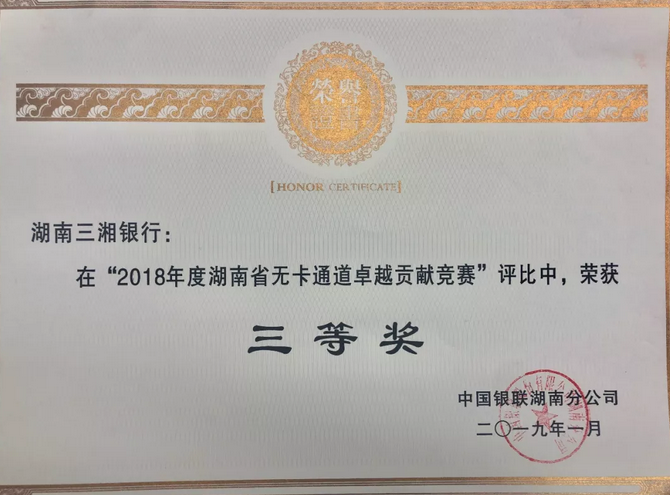 [HONOR CERTIFICATE]
湖南三湘银行：
在“2018年度湖南省无卡通道卓越贡献竞赛”评比中，荣获
三等奖
中国银联湖南分公司
二〇一九年一月